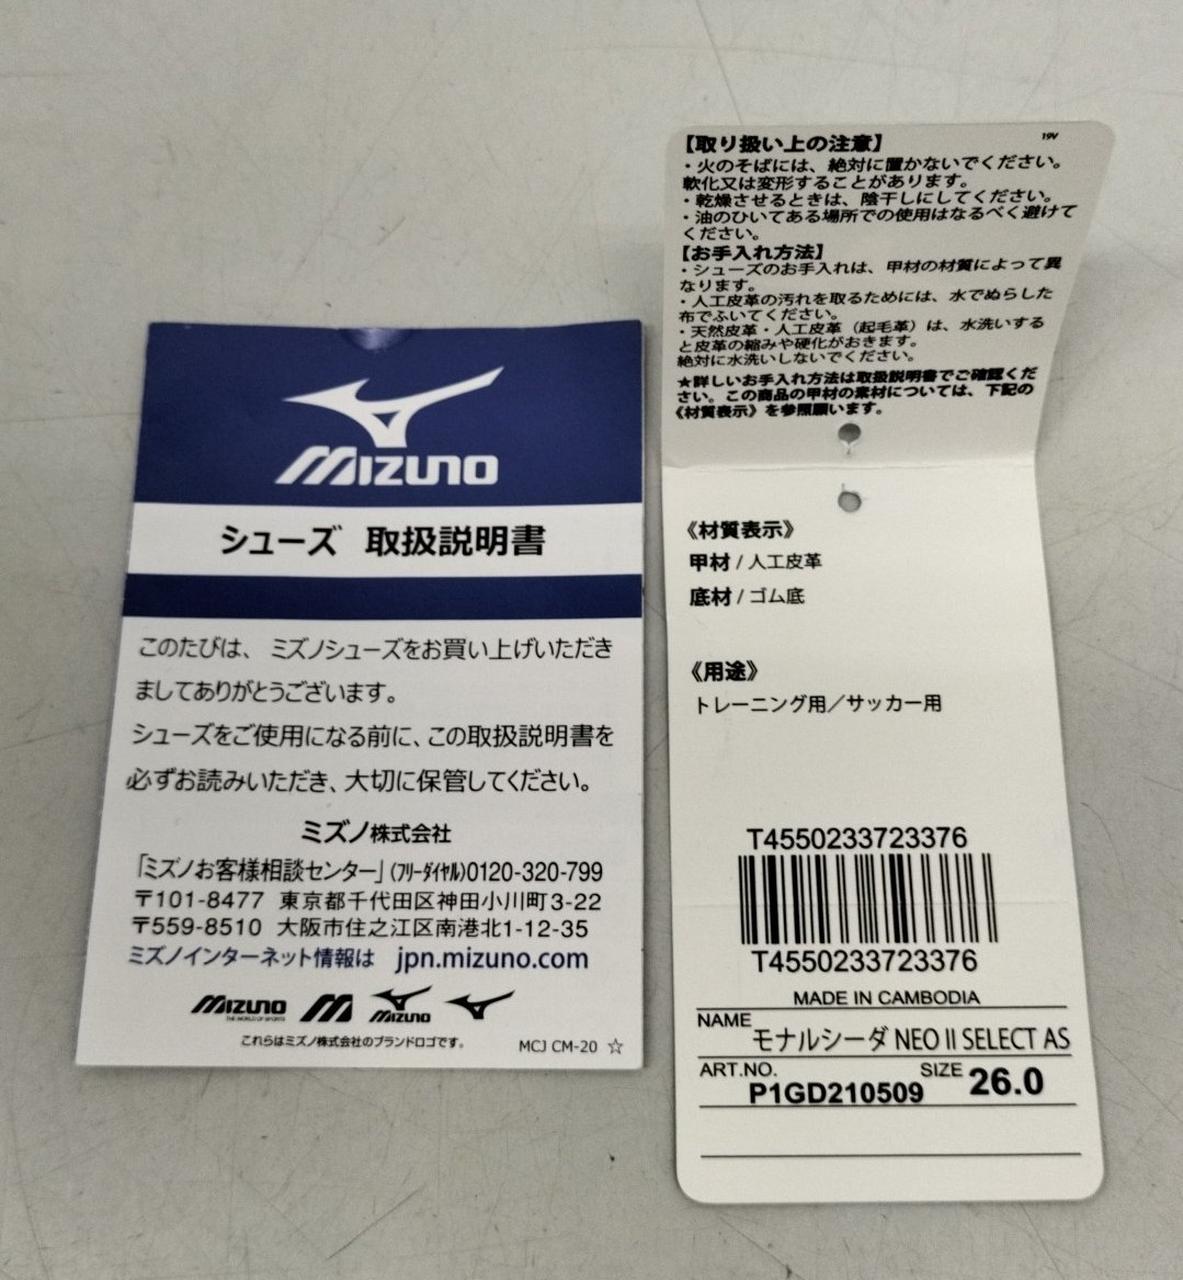 MIZUNO
シューズ 取扱説明書
このたびは、ミズノシューズをお買い上げいただき
ましてありがとうございます。
シューズをご使用になる前に、この取扱説明書を
必ずお読みいただき、大切に保管してください。
ミズノ株式会社
「ミズノお客様相談センター」(フリーダイヤル)0120-320-799
〒101-8477 東京都千代田区神田小川町3-22
〒559-8510 大阪市住之江区南港北1-12-35
ミズノインターネット情報は jpn.mizuno.com
MIZUNO MIZUNO
THE WORLD OF SPORTS
これらはミズノ株式会社のブランドロゴです。
MCJ CM-20 ☆
19V
【取り扱い上の注意】
・火のそばには、絶対に置かないでください。
軟化又は変形することがあります。
・乾燥させるときは、陰干しにしてください。
・油のひいてある場所での使用はなるべく避けて
ください。
【お手入れ方法】
・シューズのお手入れは、甲材の材質によって異
なります。
・人工皮革の汚れを取るためには、水でぬらした
布でふいてください。
・天然皮革・人工皮革（起毛革）は、水洗いする
と皮革の縮みや硬化がおきます。
絶対に水洗いしないでください。
★詳しいお手入れ方法は取扱説明書でご確認くだ
さい。この商品の甲材の素材については、下記の
《材質表示》を参照願います。
《材質表示》
甲材 / 人工皮革
底材 / ゴム底
《用途》
トレーニング用／サッカー用
T4550233723376
T4550233723376
MADE IN CAMBODIA
NAME モナルシーダ NEO II SELECT AS
ART.NO. P1GD210509 SIZE 26.0